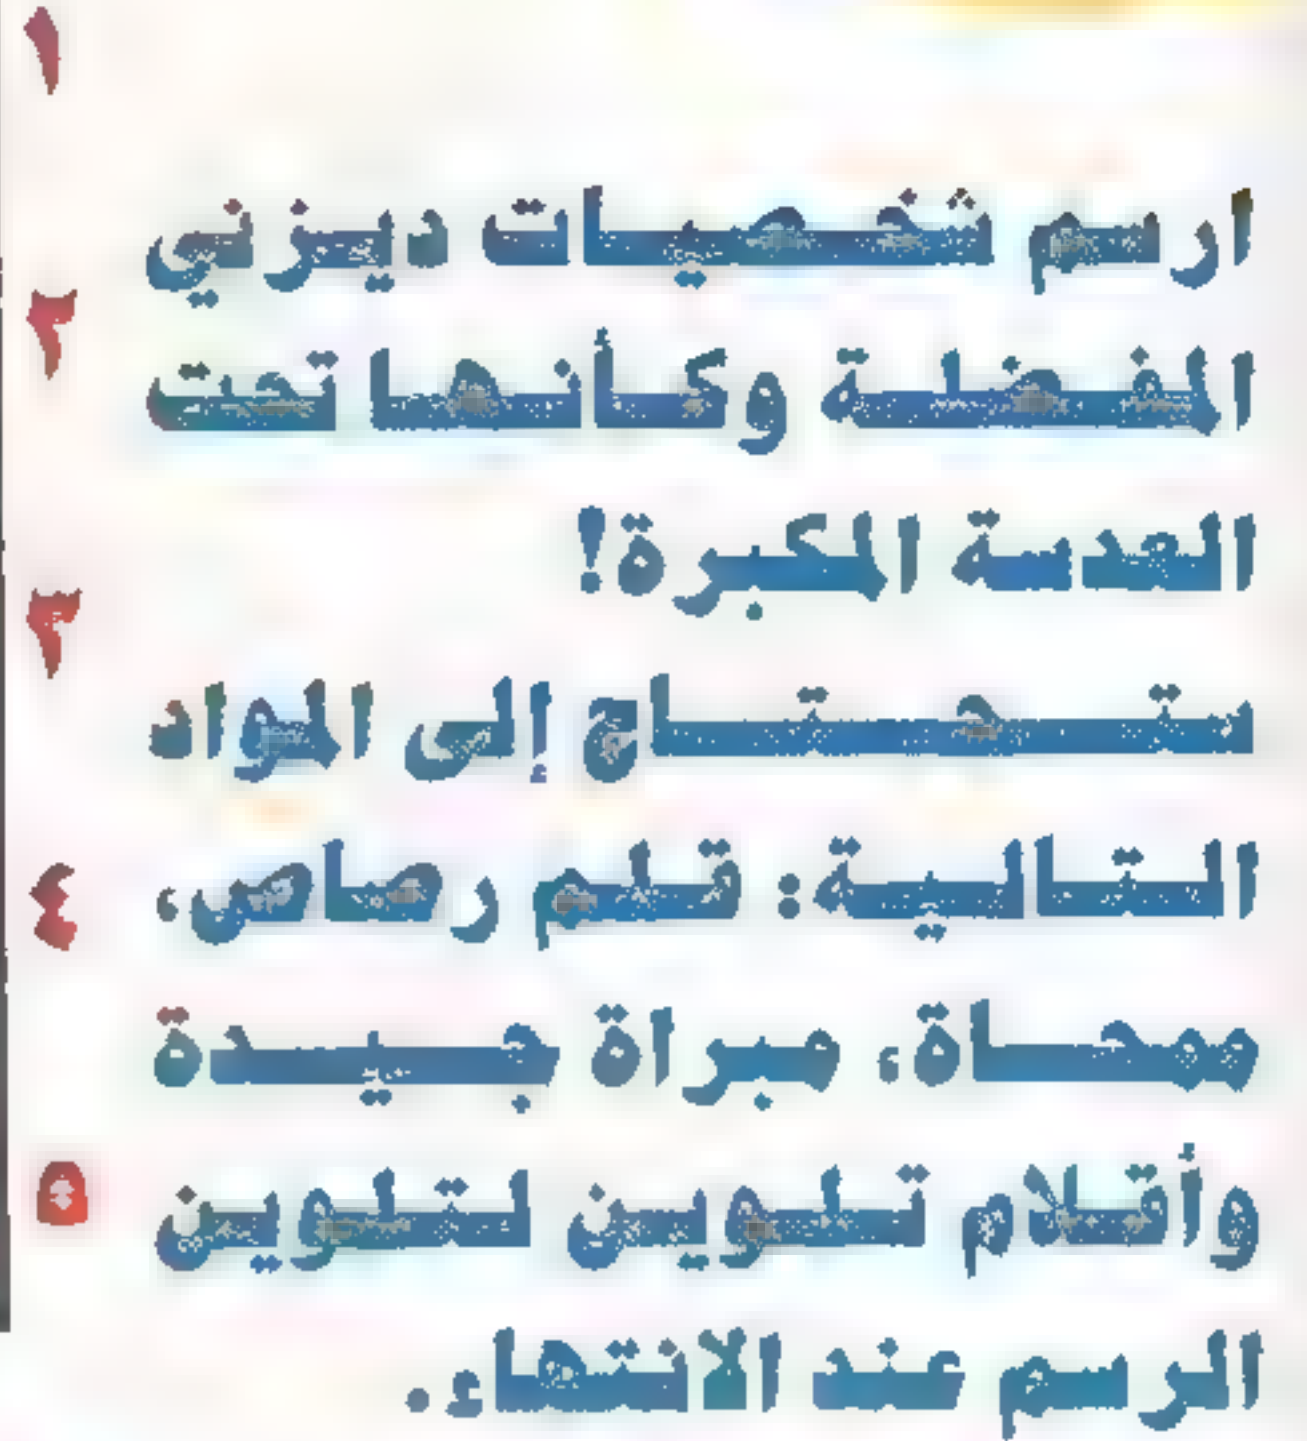 ارسم شخصيات ديزني
المفضلة وكأنها تحت
العدسة المكبرة!
ستحتاج إلى المواد
التالية: قلم رصاص،
ممحاة، مبراة جيدة
وأقلام تلوين لتلوين
الرسم عند الانتهاء.
١
٢
٣
٤
٥